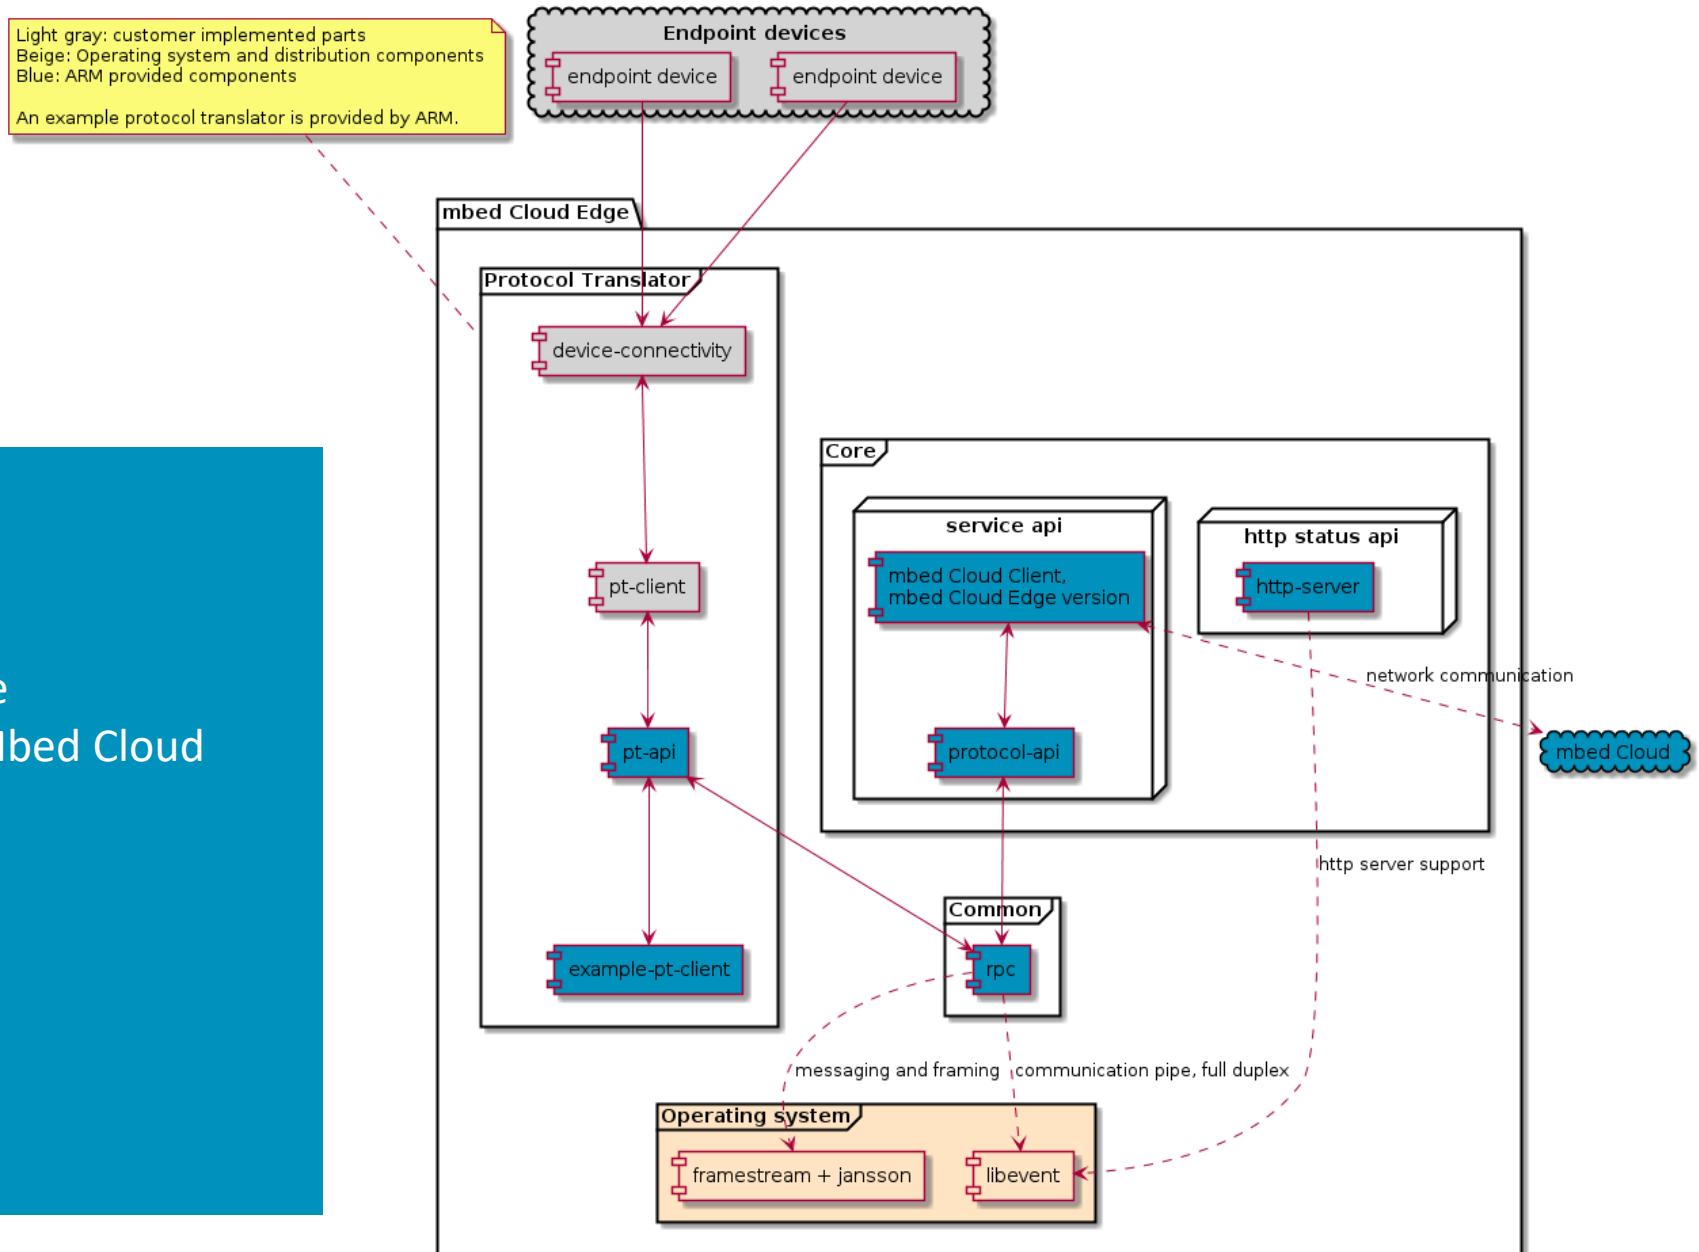 Light gray: customer implemented parts
Beige: Operating system and distribution components
Blue: ARM provided components
An example protocol translator is provided by ARM.
Endpoint devices
endpoint device
endpoint device
mbed Cloud Edge
Protocol Translator
device-connectivity
Core
service api
http status api
mbed Cloud Client,
mbed Cloud Edge version
http-server
pt-client
network communication
bed Cloud
pt-api
protocol-api
mbed Cloud
http server support
Common
example-pt-client
rpc
messaging and framing
communication pipe, full duplex
Operating system
framestream + jansson
libevent